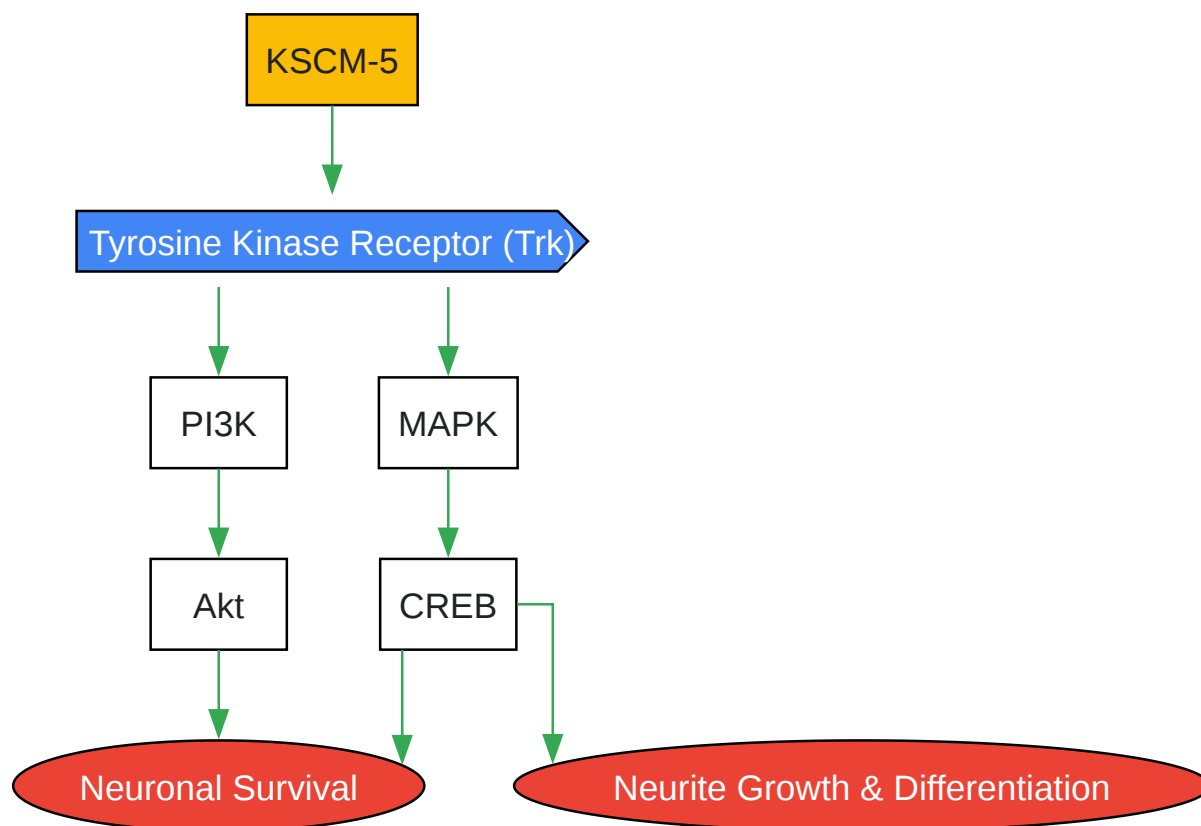 KSCM-5
Tyrosine Kinase Receptor (Trk)
PI3K
MAPK
Akt
CREB
Neuronal Survival
Neurite Growth & Differentiation